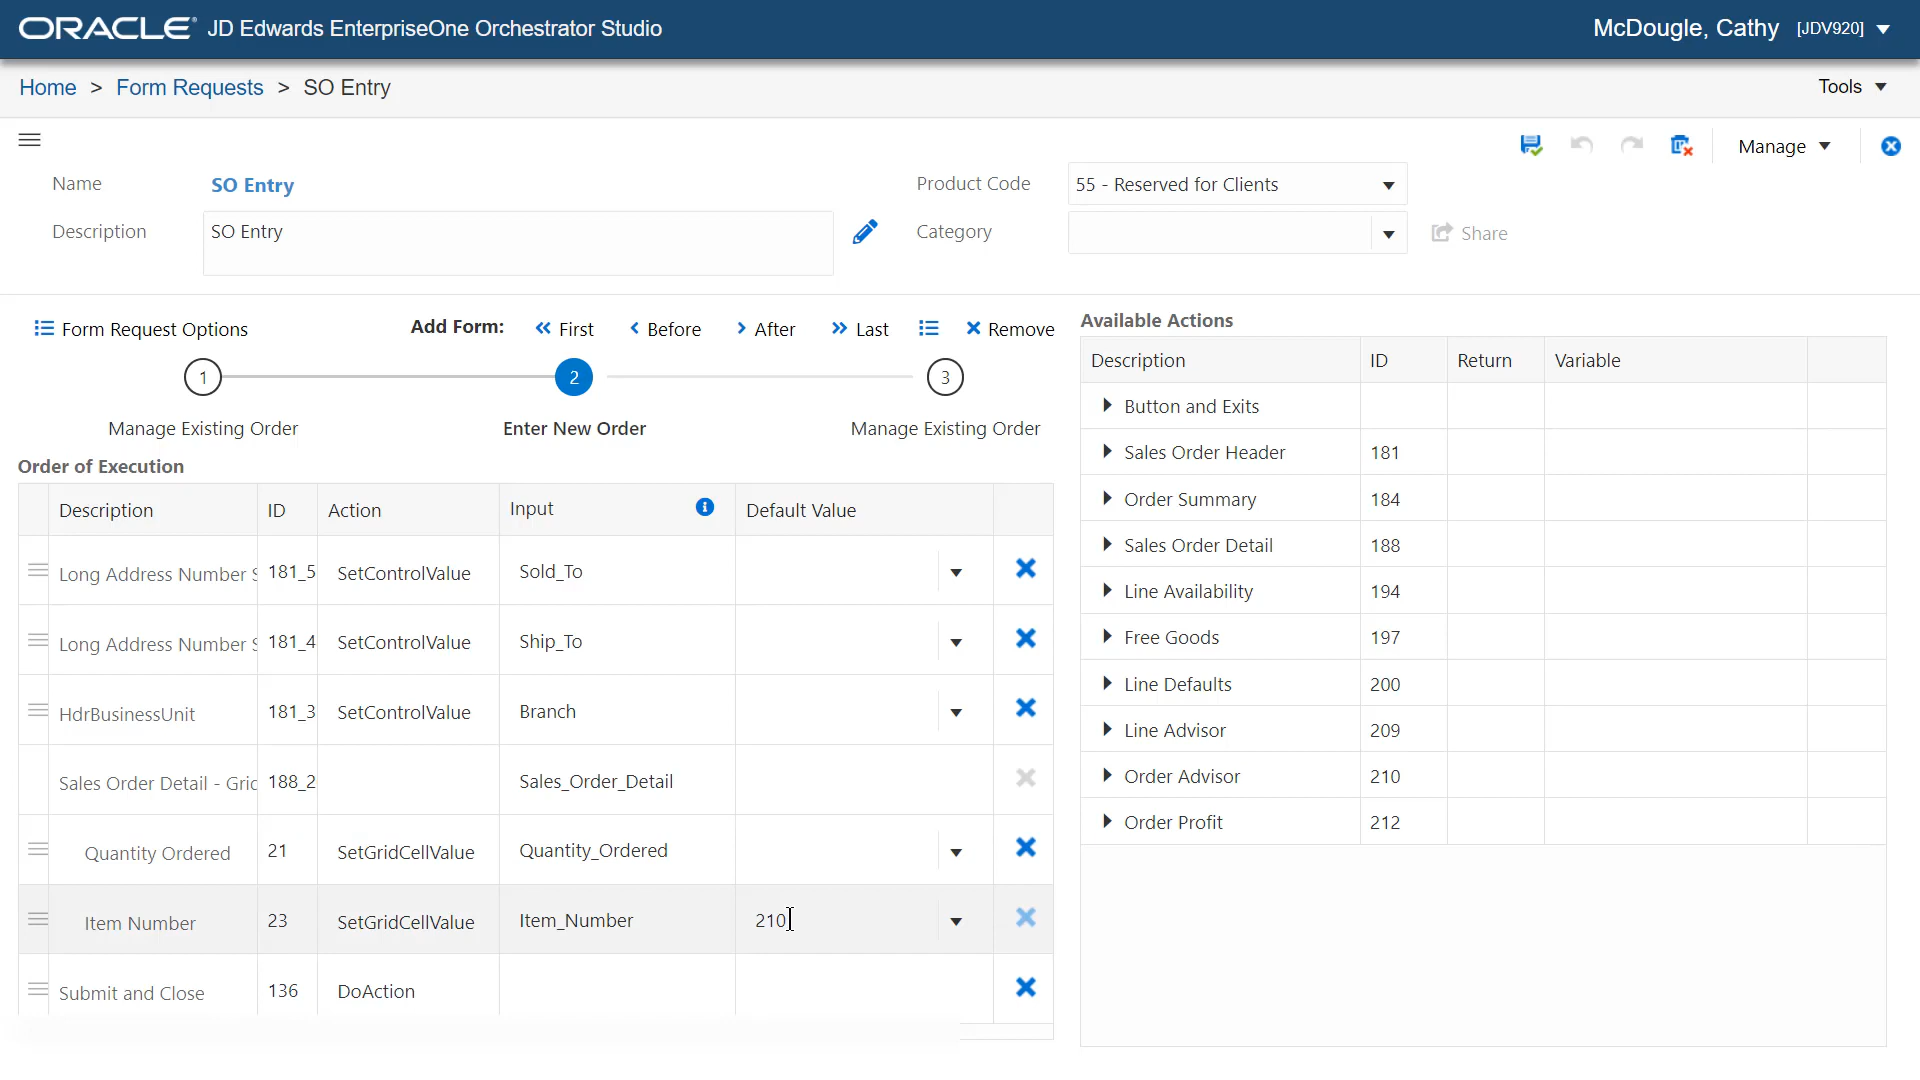 ORACLE JD Edwards EnterpriseOne Orchestrator Studio
McDougle, Cathy [JDV920]
Home > Form Requests > SO Entry
Tools
Manage
Name SO Entry
Product Code 55 - Reserved for Clients
Description SO Entry
Category
Share
Form Request Options
Add Form: First Before After Last Remove
1 2 3
Manage Existing Order Enter New Order Manage Existing Order
Order of Execution
Description ID Action Input Default Value
Long Address Number S 181_5 SetControlValue Sold_To
Long Address Number S 181_4 SetControlValue Ship_To
HdrBusinessUnit 181_3 SetControlValue Branch
Sales Order Detail - Grid 188_2 Sales_Order_Detail
Quantity Ordered 21 SetGridCellValue Quantity_Ordered
Item Number 23 SetGridCellValue Item_Number 210
Submit and Close 136 DoAction
Available Actions
Description ID Return Variable
Button and Exits
Sales Order Header 181
Order Summary 184
Sales Order Detail 188
Line Availability 194
Free Goods 197
Line Defaults 200
Line Advisor 209
Order Advisor 210
Order Profit 212